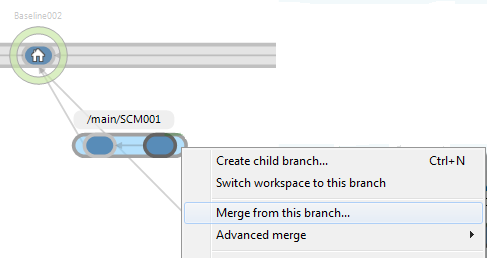 Baseline002
/main/SCM001
Create child branch... Ctrl+N
Switch workspace to this branch
Merge from this branch...
Advanced merge